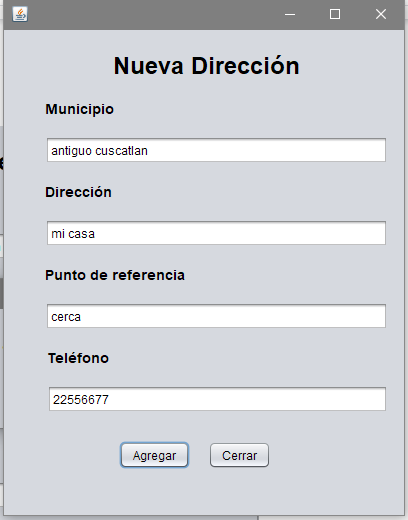 Nueva Dirección
Municipio
antiguo cuscatlan
Dirección
mi casa
Punto de referencia
cerca
Teléfono
22556677
Agregar Cerrar